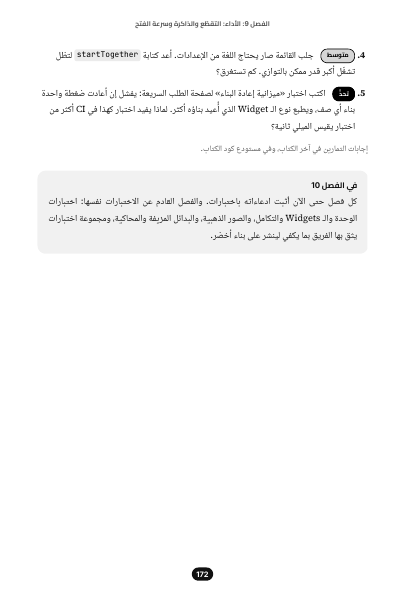 الفصل 9: الأداء: التقطّع والذاكرة وسرعة الفتح
4. متوسط جلب القائمة صار يحتاج اللغة من الإعدادات. أعد كتابة startTogether لتظل
تشغّل أكبر قدر ممكن بالتوازي. كم تستغرق؟
5. تحدٍّ اكتب اختبار «ميزانية إعادة البناء» لصفحة الطلب السريعة: يفشل إن أعادت ضغطة واحدة
بناء أي صف، ويطبع نوع الـ Widget الذي أُعيد بناؤه أكثر. لماذا يفيد اختبار كهذا في CI أكثر من
اختبار يقيس الميلي ثانية؟
إجابات التمارين في آخر الكتاب، وفي مستودع كود الكتاب.
في الفصل 10
كل فصل حتى الآن أثبت ادعاءاته باختبارات. والفصل القادم عن الاختبارات نفسها: اختبارات
الوحدة والـ Widgets والتكامل، والصور الذهبية، والبدائل المزيفة والمحاكية، ومجموعة اختبارات
يثق بها الفريق بما يكفي لينشر على بناء أخضر.
172